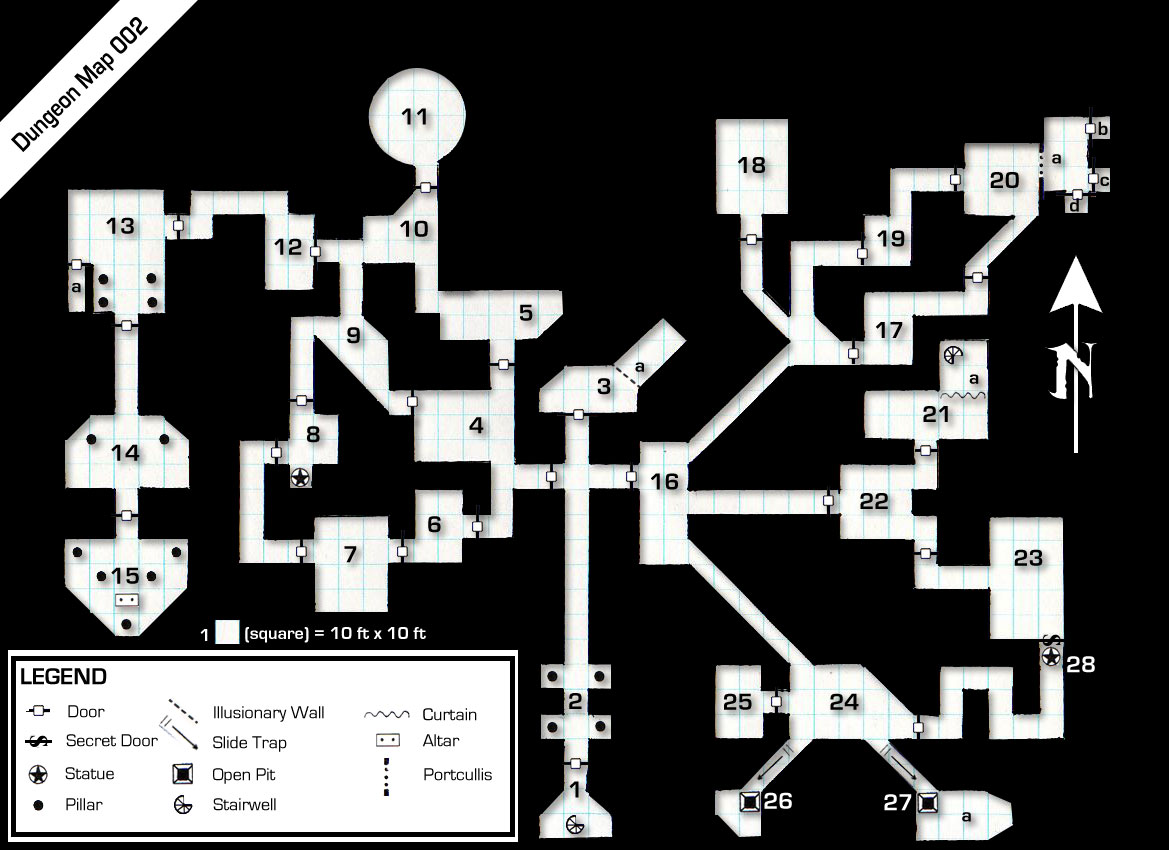 Dungeon Map 002
11
18
b
a
20
c
d
13
10
12
19
a
5
17
9
3
a
a
21
4
8
14
16
22
6
7
23
15
1 (square) = 10 ft x 10 ft
28
25
2
24
1
26
27
a
LEGEND
Door
Illusionary Wall
Curtain
Secret Door
Slide Trap
Altar
Statue
Open Pit
Portcullis
Pillar
Stairwell
N